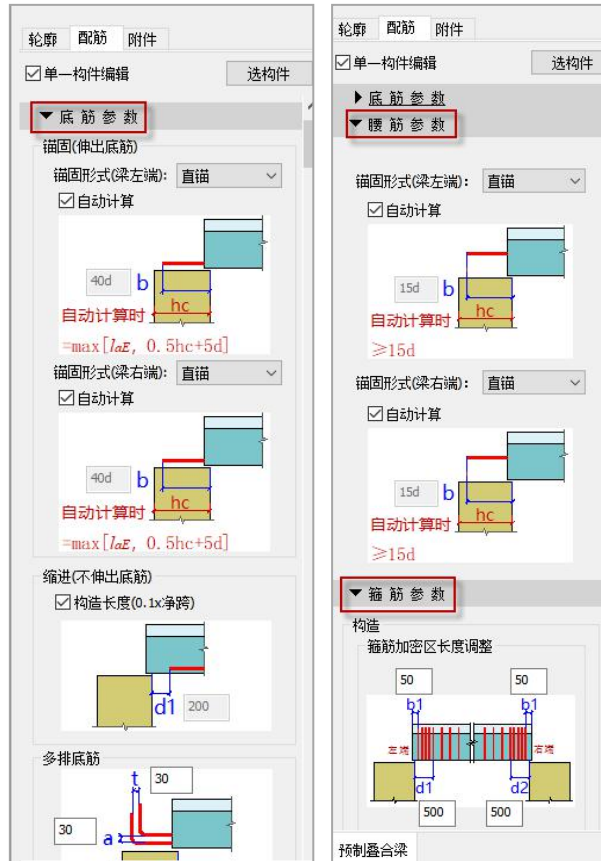 轮廓 配筋 附件
单一构件编辑 选构件
底 筋 参 数
锚固(伸出底筋)
锚固形式(梁左端): 直锚
自动计算
40d b
hc
自动计算时
=max[laE, 0.5hc+5d]
锚固形式(梁右端): 直锚
自动计算
40d b
hc
自动计算时
=max[laE, 0.5hc+5d]
缩进(不伸出底筋)
构造长度(0.1x净跨)
d1 200
多排底筋
t 30
30 a
轮廓 配筋 附件
单一构件编辑 选构件
底 筋 参 数
腰 筋 参 数
锚固形式(梁左端): 直锚
自动计算
15d b
hc
自动计算时
≥15d
锚固形式(梁右端): 直锚
自动计算
15d b
hc
自动计算时
≥15d
箍 筋 参 数
构造
箍筋加密区长度调整
50 50
b1 b1
左端 右端
d1 d2
500 500
预制叠合梁